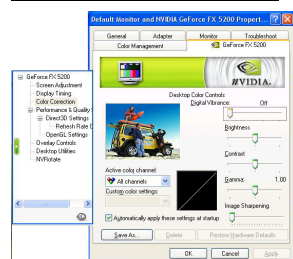 Default Monitor and NVIDIA GeForce FX 5200 Propert...
General
Adapter
Monitor
Troubleshoot
Color Management
GeForce FX 5200
GeForce FX 5200
Screen Adjustment
Display Timing
Color Correction
Performance & Quality S
Direct3D Settings
Refresh Rate O
OpenGL Settings
Overlay Controls
Desktop Utilities
NVRotate
NVIDIA.
Desktop Color Controls
Digital Vibrance:
Off
Brightness
Contrast
Gamma:
1.00
Image Sharpening
Active color channel:
All channels
Custom color settings:
Automatically apply these settings at startup
Save As...
Delete
Restore Hardware Defaults
OK
Cancel
Apply